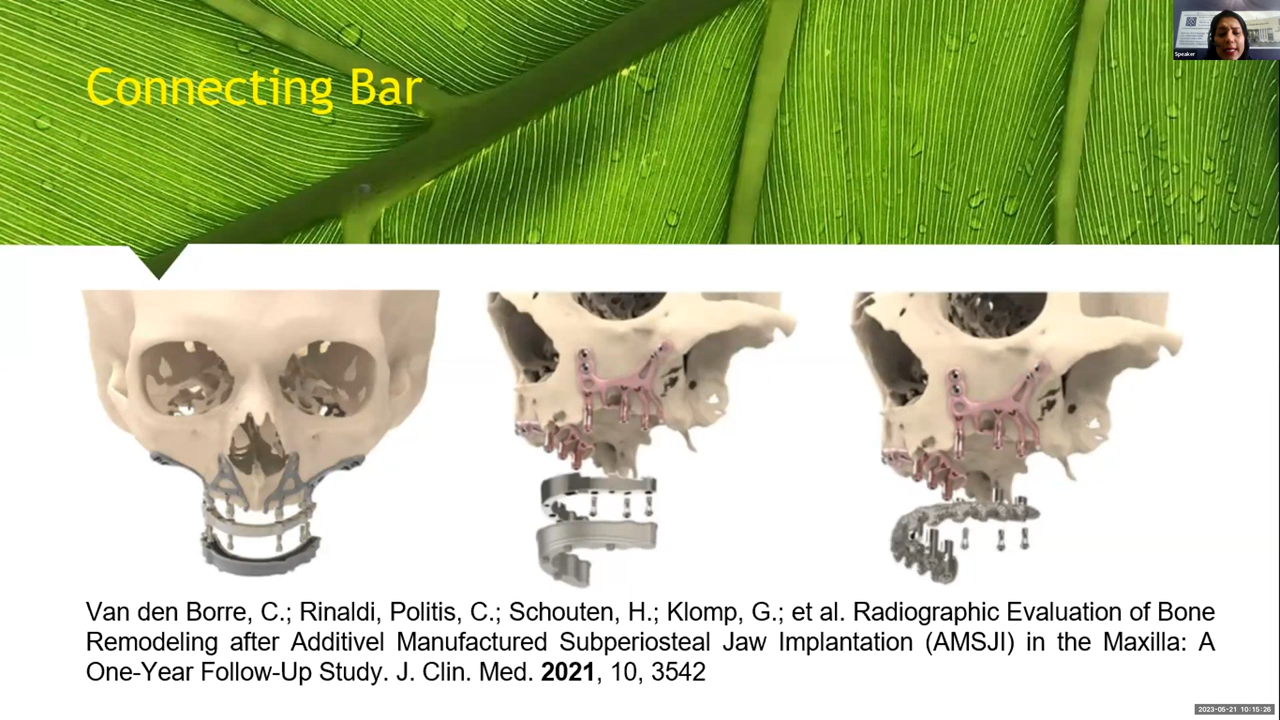 Connecting Bar
Speaker
Van den Borre, C.; Rinaldi, Politis, C.; Schouten, H.; Klomp, G.; et al. Radiographic Evaluation of Bone
Remodeling after Additivel Manufactured Subperiosteal Jaw Implantation (AMSJI) in the Maxilla: A
One-Year Follow-Up Study. J. Clin. Med. 2021, 10, 3542
2023-05-21 10:15:26